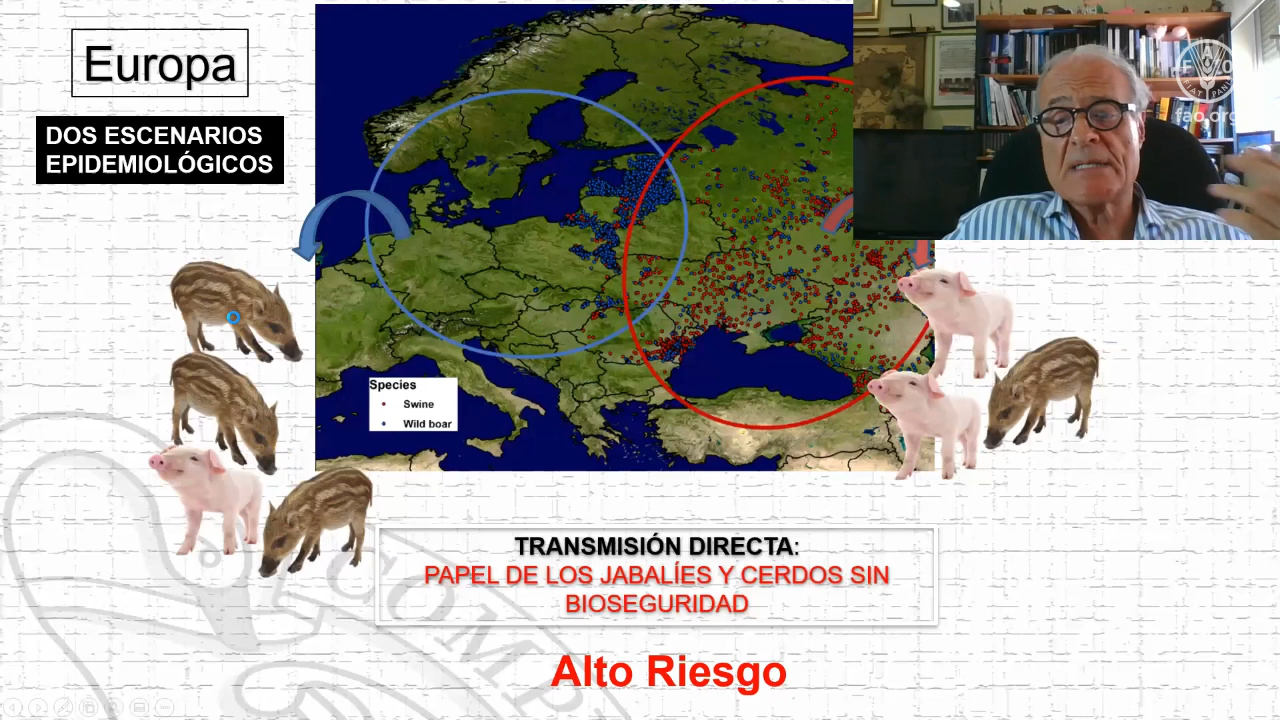 Europa
DOS ESCENARIOS
EPIDEMIOLÓGICOS
fao.org
Species
Swine
Wild boar
TRANSMISIÓN DIRECTA:
PAPEL DE LOS JABALÍES Y CERDOS SIN
BIOSEGURIDAD
Alto Riesgo